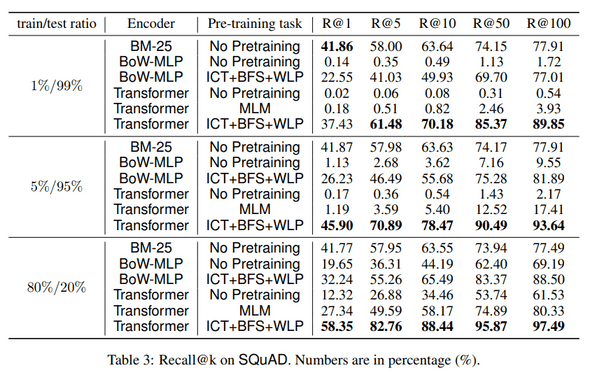 train/test ratio Encoder Pre-training task R@1 R@5 R@10 R@50 R@100
BM-25 No Pretraining 41.86 58.00 63.64 74.15 77.91
BoW-MLP No Pretraining 0.14 0.35 0.49 1.13 1.72
BoW-MLP ICT+BFS+WLP 22.55 41.03 49.93 69.70 77.01
1%/99%
Transformer No Pretraining 0.02 0.06 0.08 0.31 0.54
Transformer MLM 0.18 0.51 0.82 2.46 3.93
Transformer ICT+BFS+WLP 37.43 61.48 70.18 85.37 89.85
BM-25 No Pretraining 41.87 57.98 63.63 74.17 77.91
BoW-MLP No Pretraining 1.13 2.68 3.62 7.16 9.55
BoW-MLP ICT+BFS+WLP 26.23 46.49 55.68 75.28 81.89
5%/95%
Transformer No Pretraining 0.17 0.36 0.54 1.43 2.17
Transformer MLM 1.19 3.59 5.40 12.52 17.41
Transformer ICT+BFS+WLP 45.90 70.89 78.47 90.49 93.64
BM-25 No Pretraining 41.77 57.95 63.55 73.94 77.49
BoW-MLP No Pretraining 19.65 36.31 44.19 62.40 69.19
BoW-MLP ICT+BFS+WLP 32.24 55.26 65.49 83.37 88.50
80%/20%
Transformer No Pretraining 12.32 26.88 34.46 53.74 61.53
Transformer MLM 27.34 49.59 58.17 74.89 80.33
Transformer ICT+BFS+WLP 58.35 82.76 88.44 95.87 97.49
Table 3: Recall@k on SQuAD. Numbers are in percentage (%).